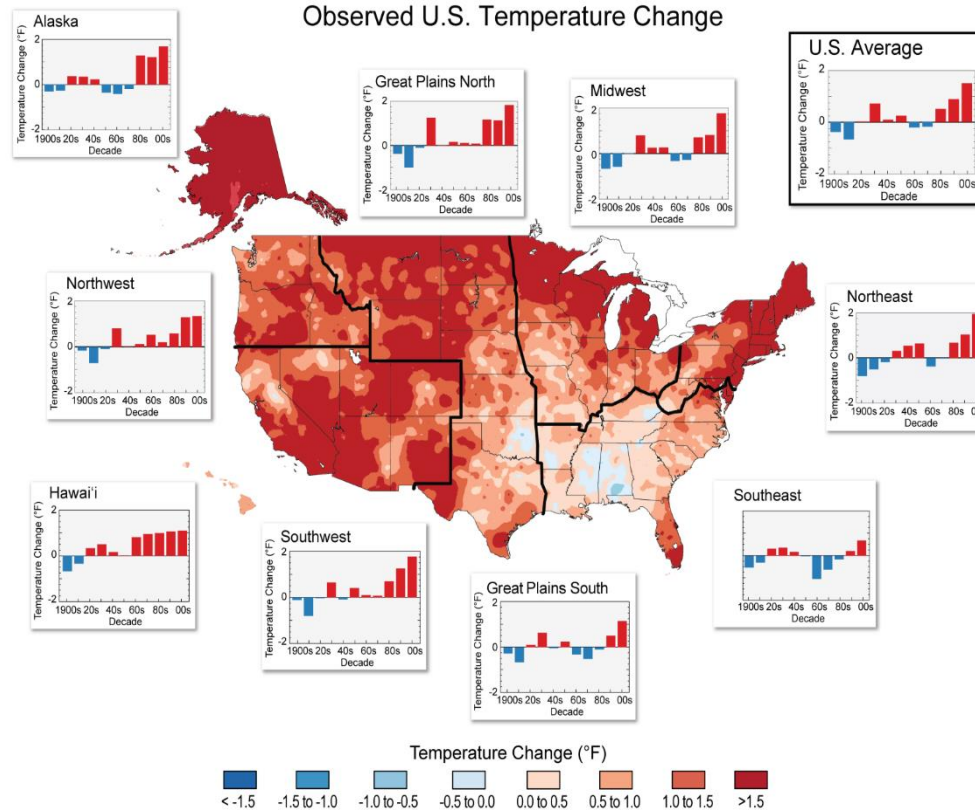 Observed U.S. Temperature Change
Alaska
Temperature Change (°F)
2
0
-2
1900s 20s 40s 60s 80s 00s
Decade
Great Plains North
Temperature Change (°F)
2
0
-2
1900s 20s 40s 60s 80s 00s
Decade
Midwest
Temperature Change (°F)
2
0
-2
1900s 20s 40s 60s 80s 00s
Decade
U.S. Average
Temperature Change (°F)
2
0
-2
1900s 20s 40s 60s 80s 00s
Decade
Northwest
Temperature Change (°F)
2
0
-2
1900s 20s 40s 60s 80s 00s
Decade
Northeast
Temperature Change (°F)
2
0
-2
1900s 20s 40s 60s 80s 00s
Decade
Hawai'i
Temperature Change (°F)
2
0
-2
1900s 20s 40s 60s 80s 00s
Decade
Southwest
Temperature Change (°F)
2
0
-2
1900s 20s 40s 60s 80s 00s
Decade
Great Plains South
Temperature Change (°F)
2
0
-2
1900s 20s 40s 60s 80s 00s
Decade
Southeast
Temperature Change (°F)
2
0
-2
1900s 20s 40s 60s 80s 00s
Decade
Temperature Change (°F)
< -1.5 -1.5 to -1.0 -1.0 to -0.5 -0.5 to 0.0 0.0 to 0.5 0.5 to 1.0 1.0 to 1.5 >1.5